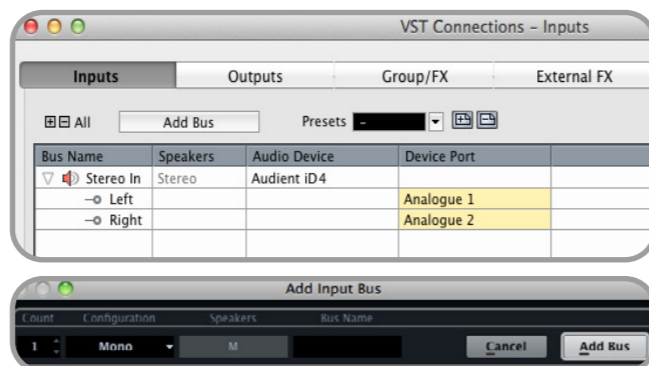 VST Connections – Inputs
Inputs Outputs Group/FX External FX
All Add Bus Presets –
Bus Name Speakers Audio Device Device Port
Stereo In Stereo Audient iD4
Left Analogue 1
Right Analogue 2
Add Input Bus
Count Configuration Speakers Bus Name
1 Mono M Cancel Add Bus